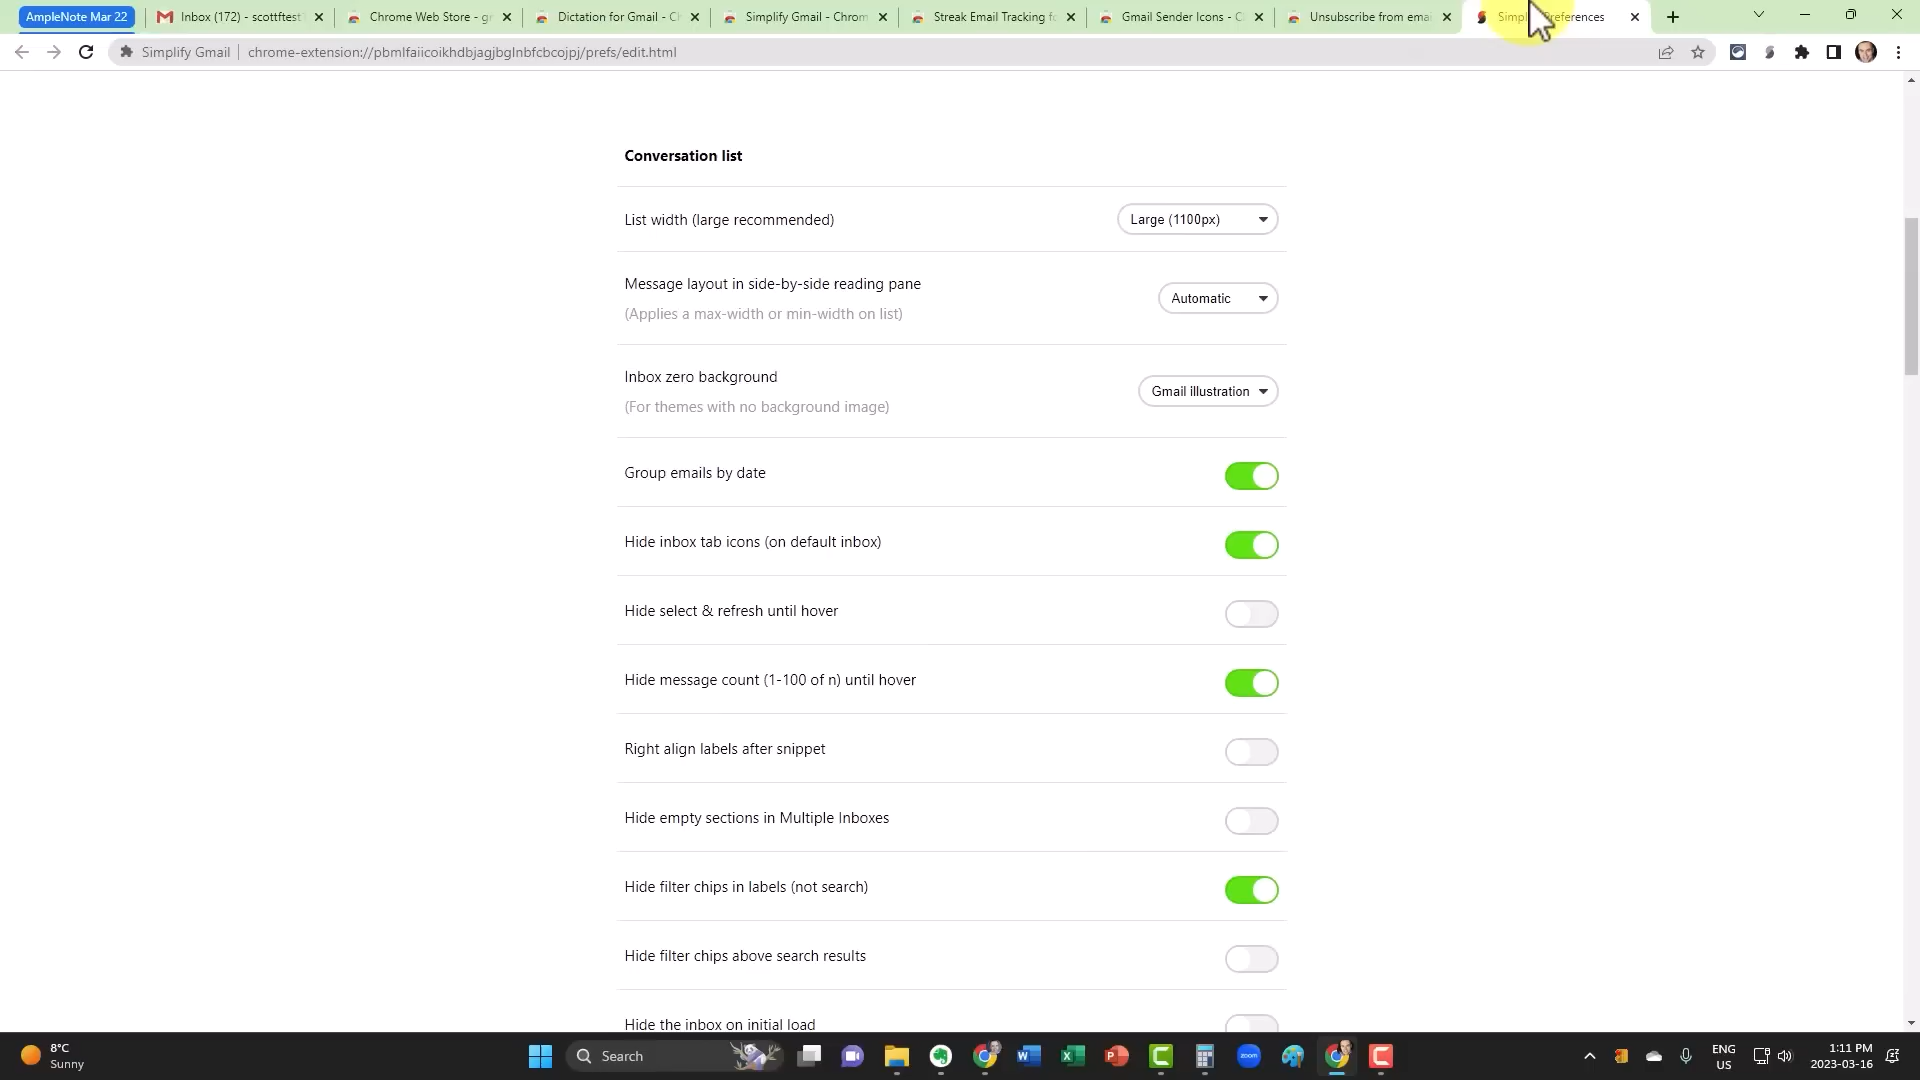 AmpleNote Mar 22
Inbox (172) - scottftest
Chrome Web Store - gr
Dictation for Gmail - C
Simplify Gmail - Chrom
Streak Email Tracking f
Gmail Sender Icons - C
Unsubscribe from ema
Simplify Gmail
chrome-extension://pbmlfaiicoikhdbjagjbglnbfcbcojpj/prefs/edit.html
Conversation list
List width (large recommended)
Large (1100px)
Message layout in side-by-side reading pane
Automatic
(Applies a max-width or min-width on list)
Inbox zero background
Gmail illustration
(For themes with no background image)
Group emails by date
Hide inbox tab icons (on default inbox)
Hide select & refresh until hover
Hide message count (1-100 of n) until hover
Right align labels after snippet
Hide empty sections in Multiple Inboxes
Hide filter chips in labels (not search)
Hide filter chips above search results
Hide the inbox on initial load
8°C
Sunny
Search
zoom
ENG
US
1:11 PM
2023-03-16